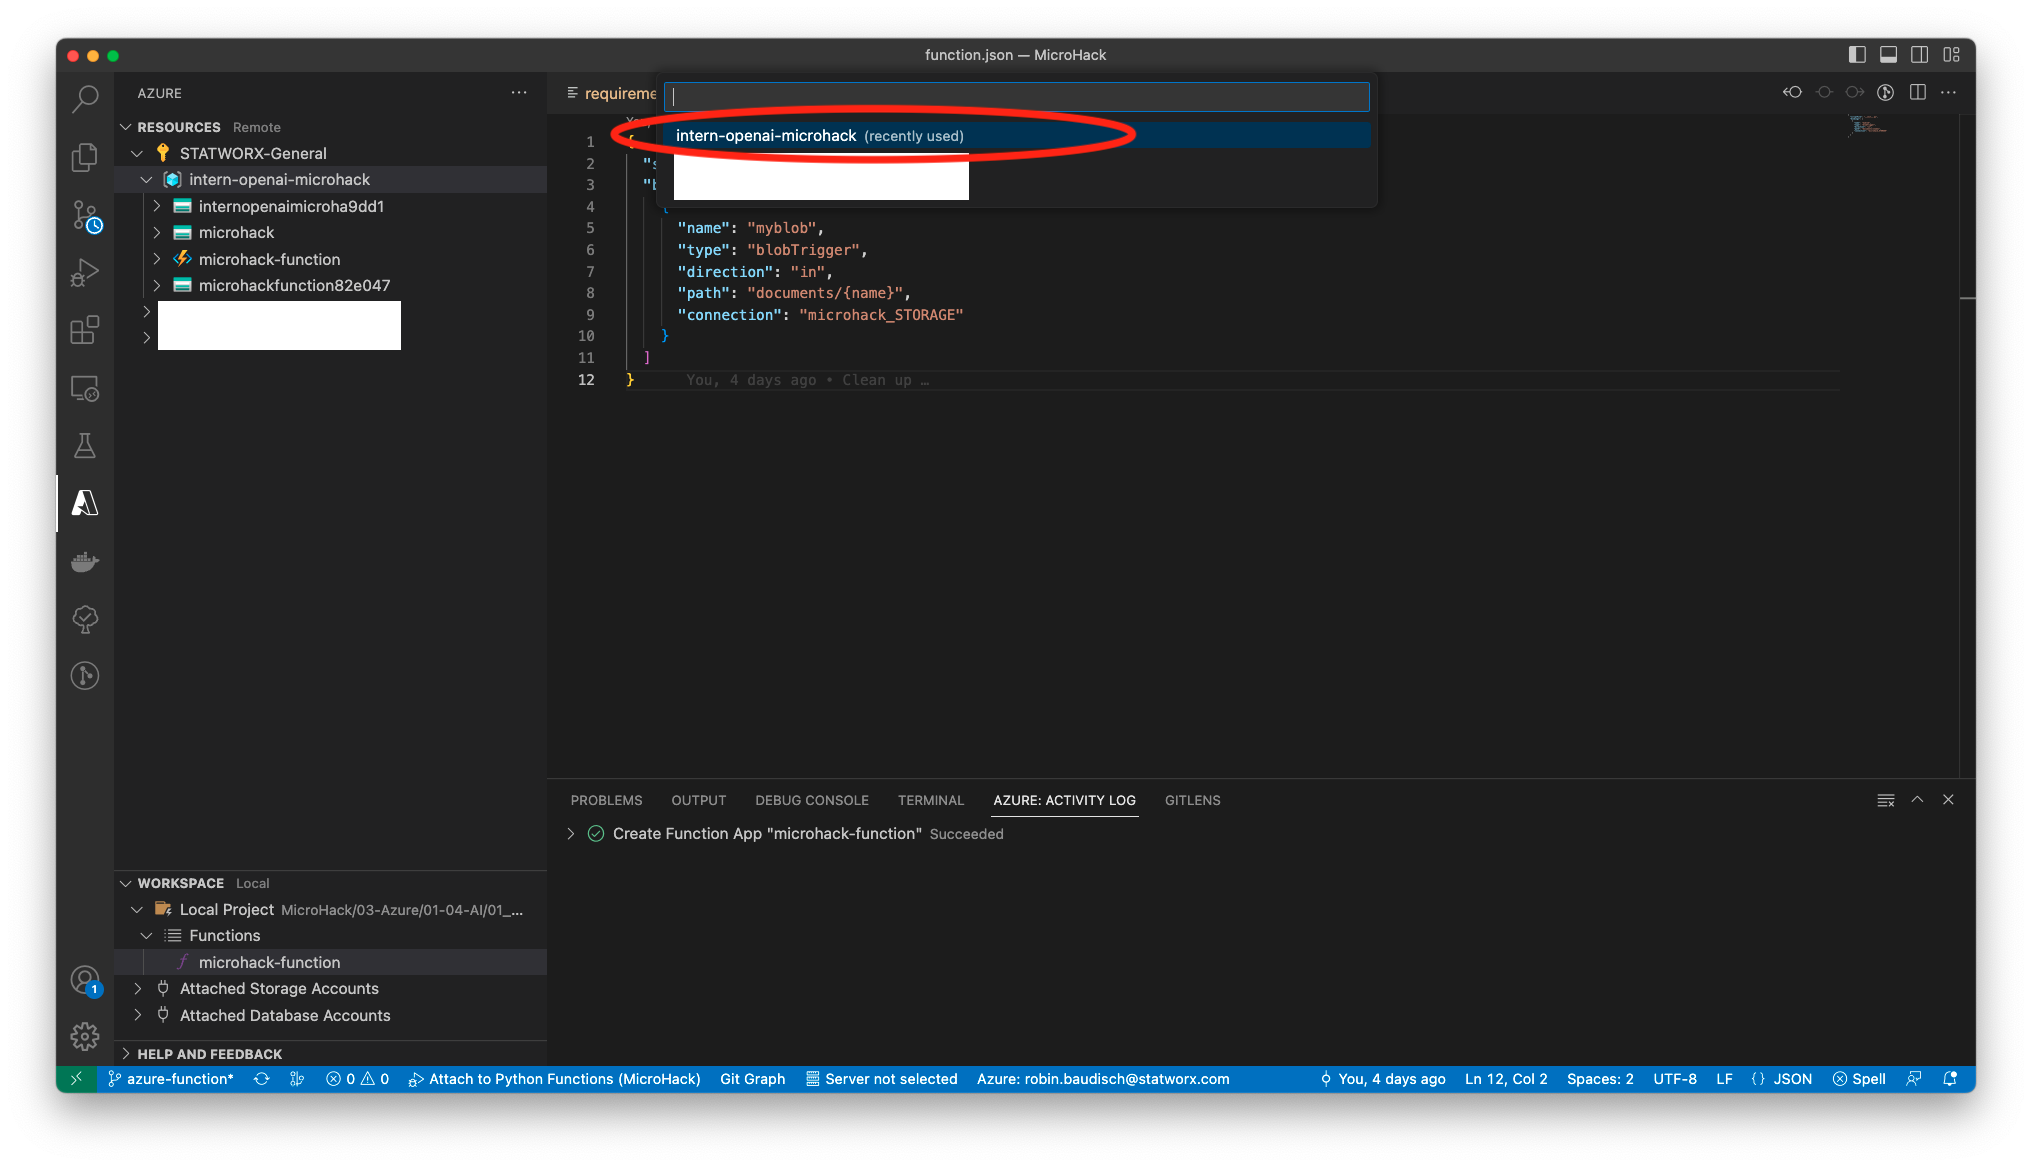 function.json — MicroHack
AZURE
RESOURCES Remote
STATWORX-General
intern-openai-microhack
internopenaimicroha9dd1
microhack
microhack-function
microhackfunction82e047
WORKSPACE Local
Local Project MicroHack/03-Azure/01-04-AI/01_...
Functions
microhack-function
Attached Storage Accounts
Attached Database Accounts
HELP AND FEEDBACK
requireme
intern-openai-microhack (recently used)
1 {
2 "s
3 "b
4 {
5 "name": "myblob",
6 "type": "blobTrigger",
7 "direction": "in",
8 "path": "documents/{name}",
9 "connection": "microhack_STORAGE"
10 }
11 ]
12 } You, 4 days ago • Clean up …
PROBLEMS OUTPUT DEBUG CONSOLE TERMINAL AZURE: ACTIVITY LOG GITLENS
Create Function App "microhack-function" Succeeded
1
azure-function* 0 0 Attach to Python Functions (MicroHack) Git Graph Server not selected Azure: robin.baudisch@statworx.com You, 4 days ago Ln 12, Col 2 Spaces: 2 UTF-8 LF {} JSON Spell